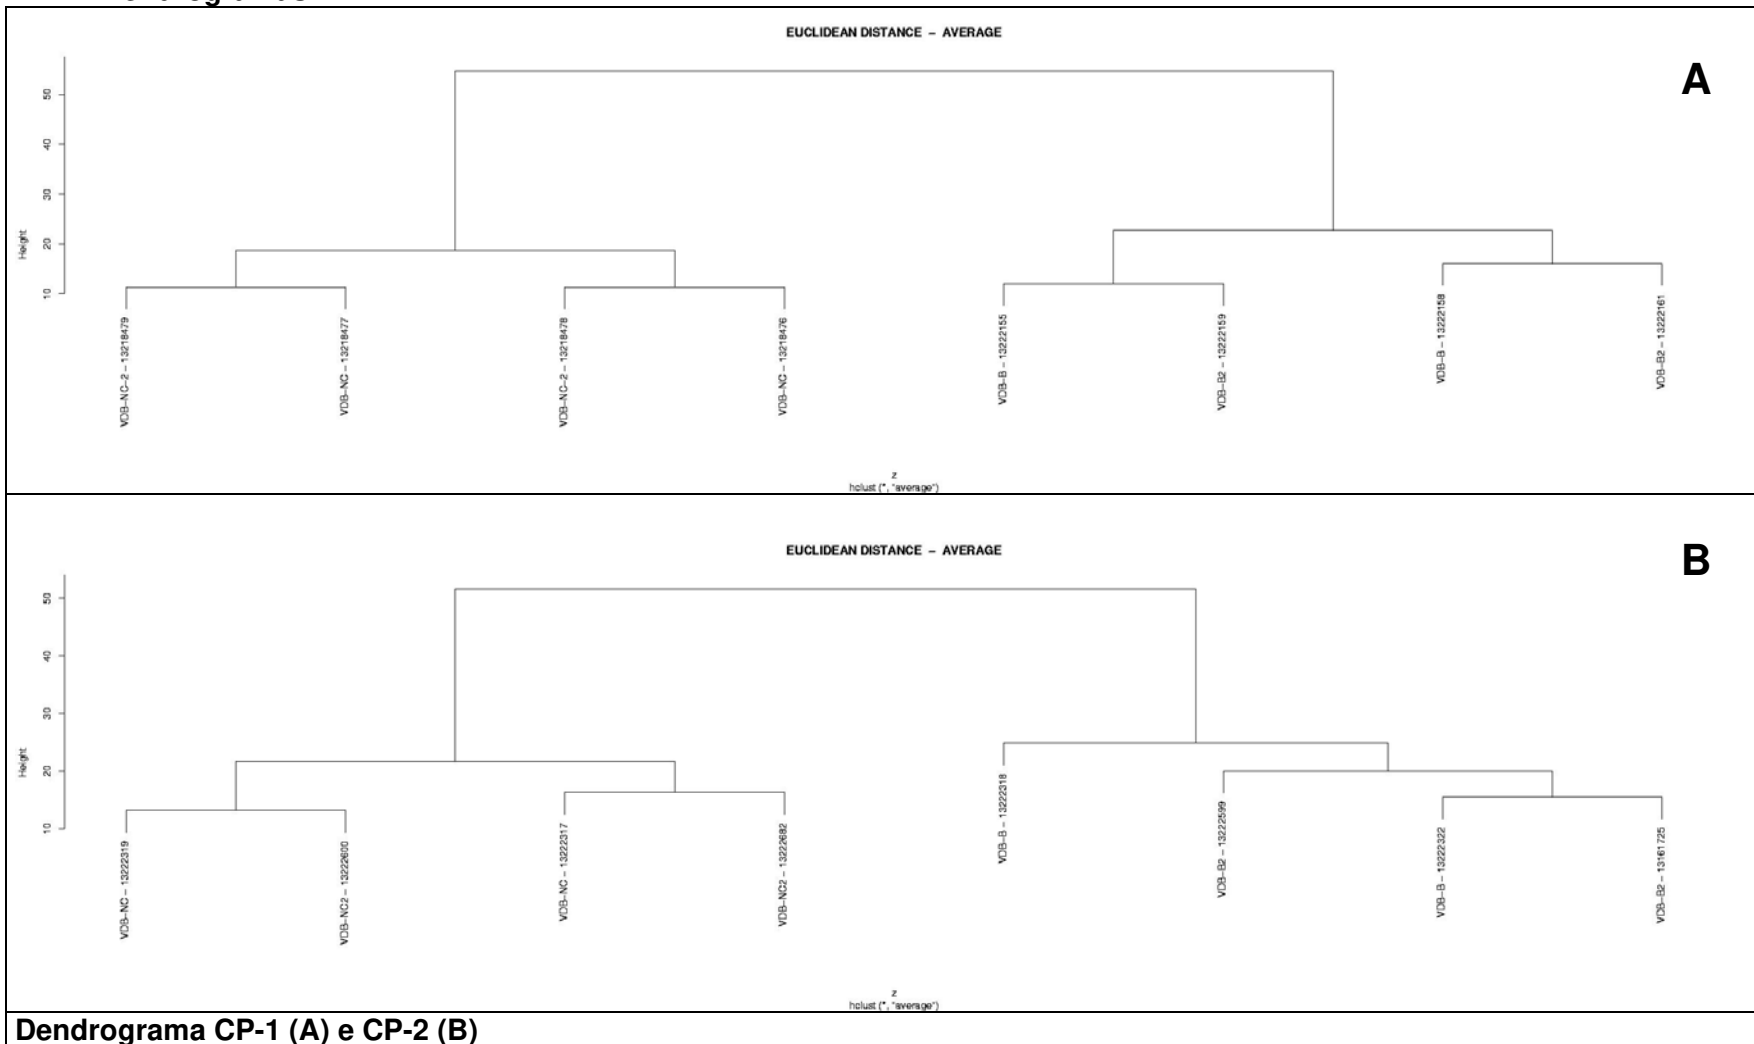 EUCLIDEAN DISTANCE – AVERAGE
A
50
40
30
20
10
Height
VDB–NC–2 – 13218479
VDB–NC – 13218477
VDB–NC–2 – 13218478
VDB–NC – 13218476
VDB–B – 13222155
VDB–B2 – 13222159
VDB–B – 13222158
VDB–B2 – 13222161
z
hclust (*, "average")
EUCLIDEAN DISTANCE – AVERAGE
B
50
40
30
20
10
Height
VDB–NC – 13222319
VDB–NC2 – 13222600
VDB–NC – 13222317
VDB–NC2 – 13222682
VDB–B – 13222318
VDB–B2 – 13222599
VDB–B – 13222322
VDB–B2 – 13161725
z
hclust (*, "average")
Dendrograma CP-1 (A) e CP-2 (B)